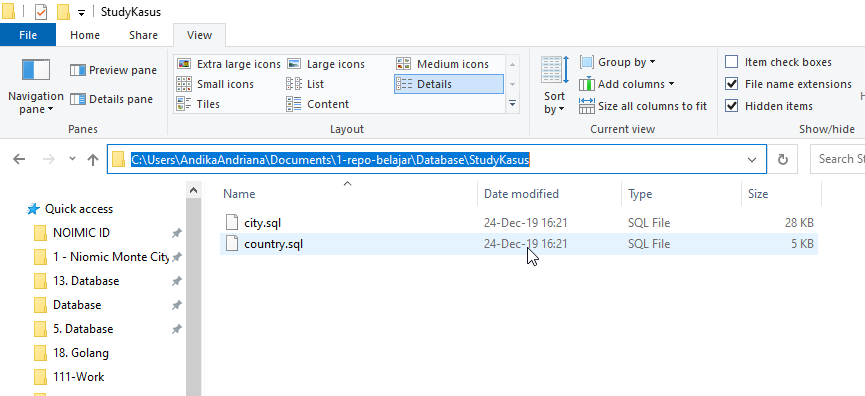 StudyKasus
File Home Share View
Navigation pane
Preview pane
Details pane
Panes
Extra large icons Large icons Medium icons
Small icons List Details
Tiles Content
Layout
Sort by
Group by
Add columns
Size all columns to fit
Current view
Item check boxes
File name extensions
Hidden items
Show/hide
C:\Users\AndikaAndriana\Documents\1-repo-belajar\Database\StudyKasus
Search St
Name Date modified Type Size
city.sql 24-Dec-19 16:21 SQL File 28 KB
country.sql 24-Dec-19 16:21 SQL File 5 KB
Quick access
NOIMIC ID
1 - Niomic Monte City
13. Database
Database
5. Database
18. Golang
111-Work